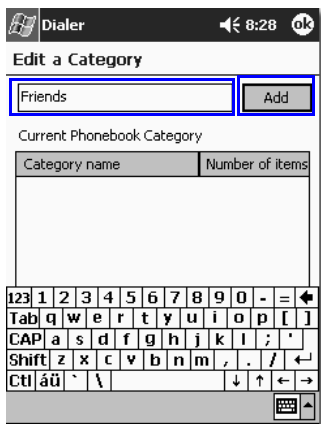 Dialer 8:28 ok
Edit a Category
Friends Add
Current Phonebook Category
Category name Number of items
123 1 2 3 4 5 6 7 8 9 0 - =
Tab q w e r t y u i o p [ ]
CAP a s d f g h j k l ; '
Shift z x c v b n m , . /
Ctl áü ` \